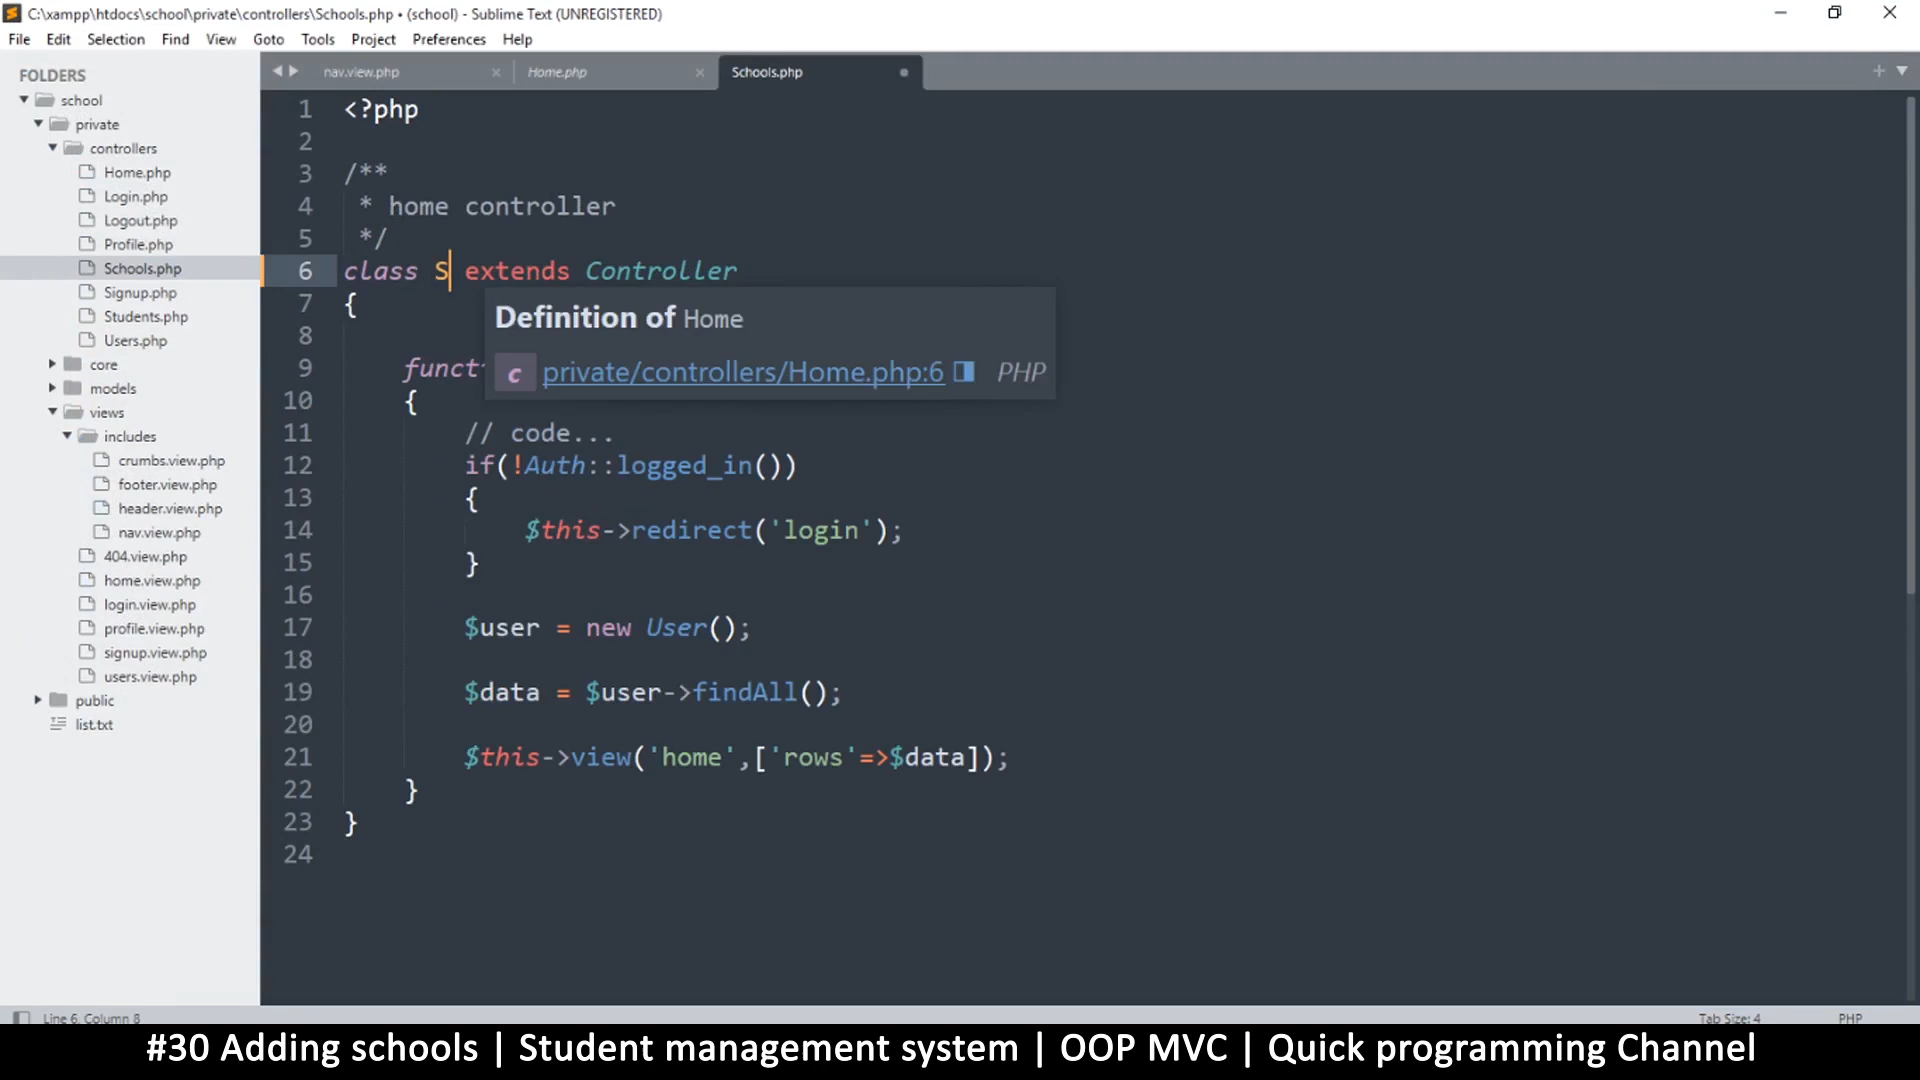 C:\xampp\htdocs\school\private\controllers\Schools.php • (school) - Sublime Text (UNREGISTERED)
File Edit Selection Find View Goto Tools Project Preferences Help
FOLDERS
school
private
controllers
Home.php
Login.php
Logout.php
Profile.php
Schools.php
Signup.php
Students.php
Users.php
core
models
views
includes
crumbs.view.php
footer.view.php
header.view.php
nav.view.php
404.view.php
home.view.php
login.view.php
profile.view.php
signup.view.php
users.view.php
public
list.txt
nav.view.php Home.php Schools.php
1 <?php
2
3 /**
4 * home controller
5 */
6 class S extends Controller
7 {
8
9 funct
10 {
11 // code...
12 if(!Auth::logged_in())
13 {
14 $this->redirect('login');
15 }
16
17 $user = new User();
18
19 $data = $user->findAll();
20
21 $this->view('home',['rows'=>$data]);
22 }
23 }
24
Definition of Home
c private/controllers/Home.php:6 PHP
Line 6, Column 8 Tab Size: 4 PHP
#30 Adding schools | Student management system | OOP MVC | Quick programming Channel